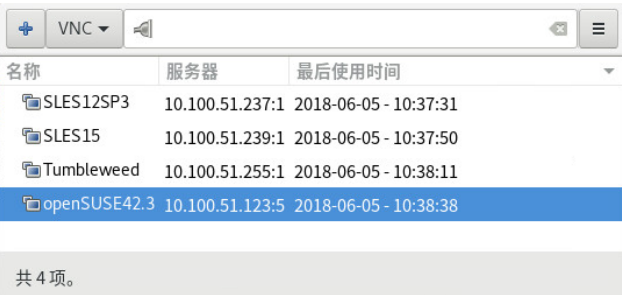 VNC
名称 服务器 最后使用时间
SLES12SP3 10.100.51.237:1 2018-06-05 - 10:37:31
SLES15 10.100.51.239:1 2018-06-05 - 10:37:50
Tumbleweed 10.100.51.255:1 2018-06-05 - 10:38:11
openSUSE42.3 10.100.51.123:5 2018-06-05 - 10:38:38
共 4 项。